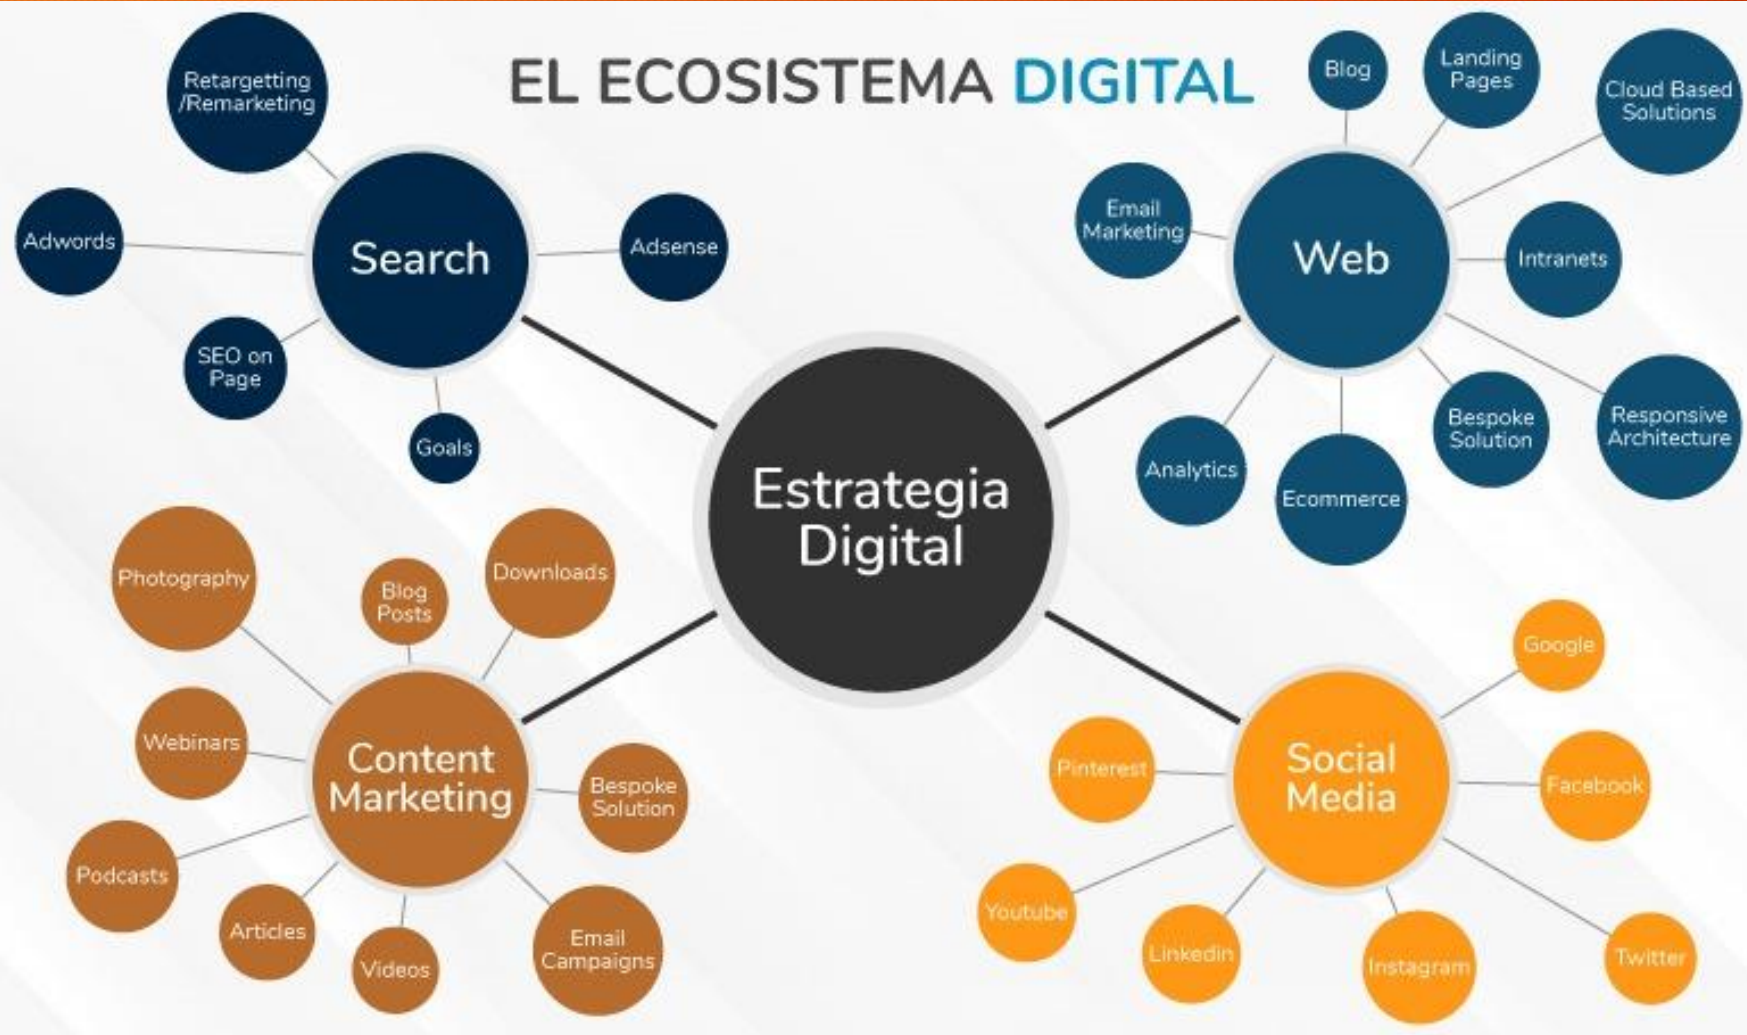 EL ECOSISTEMA DIGITAL
Retargetting
/Remarketing
Adwords
Search
Adsense
SEO on
Page
Goals
Blog
Landing
Pages
Cloud Based
Solutions
Email
Marketing
Web
Intranets
Analytics
Ecommerce
Bespoke
Solution
Responsive
Architecture
Estrategia
Digital
Photography
Blog
Posts
Downloads
Webinars
Content
Marketing
Bespoke
Solution
Podcasts
Articles
Videos
Email
Campaigns
Google
Pinterest
Social
Media
Facebook
Youtube
Linkedin
Instagram
Twitter